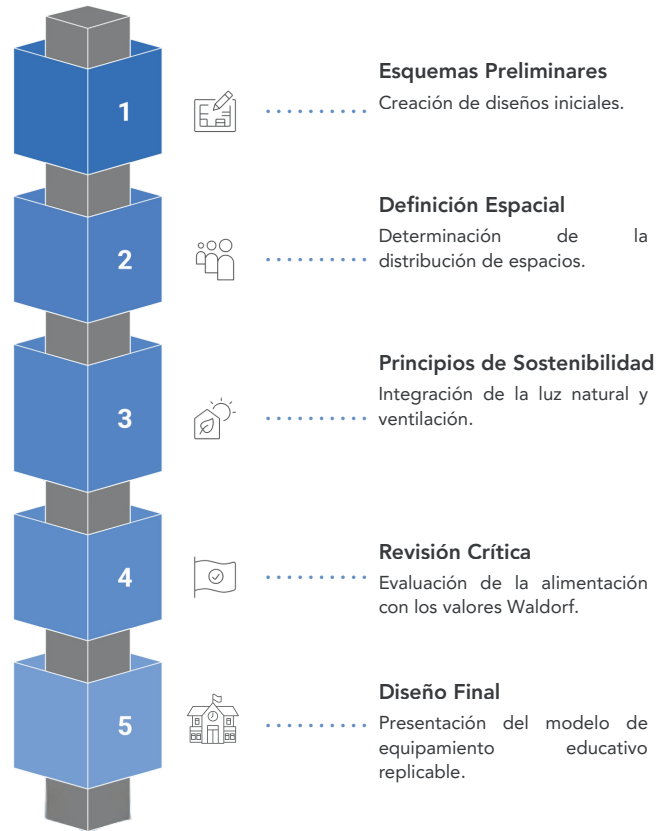 1
Esquemas Preliminares
Creación de diseños iniciales.
2
Definición Espacial
Determinación de la
distribución de espacios.
3
Principios de Sostenibilidad
Integración de la luz natural y
ventilación.
4
Revisión Crítica
Evaluación de la alimentación
con los valores Waldorf.
5
Diseño Final
Presentación del modelo de
equipamiento educativo
replicable.